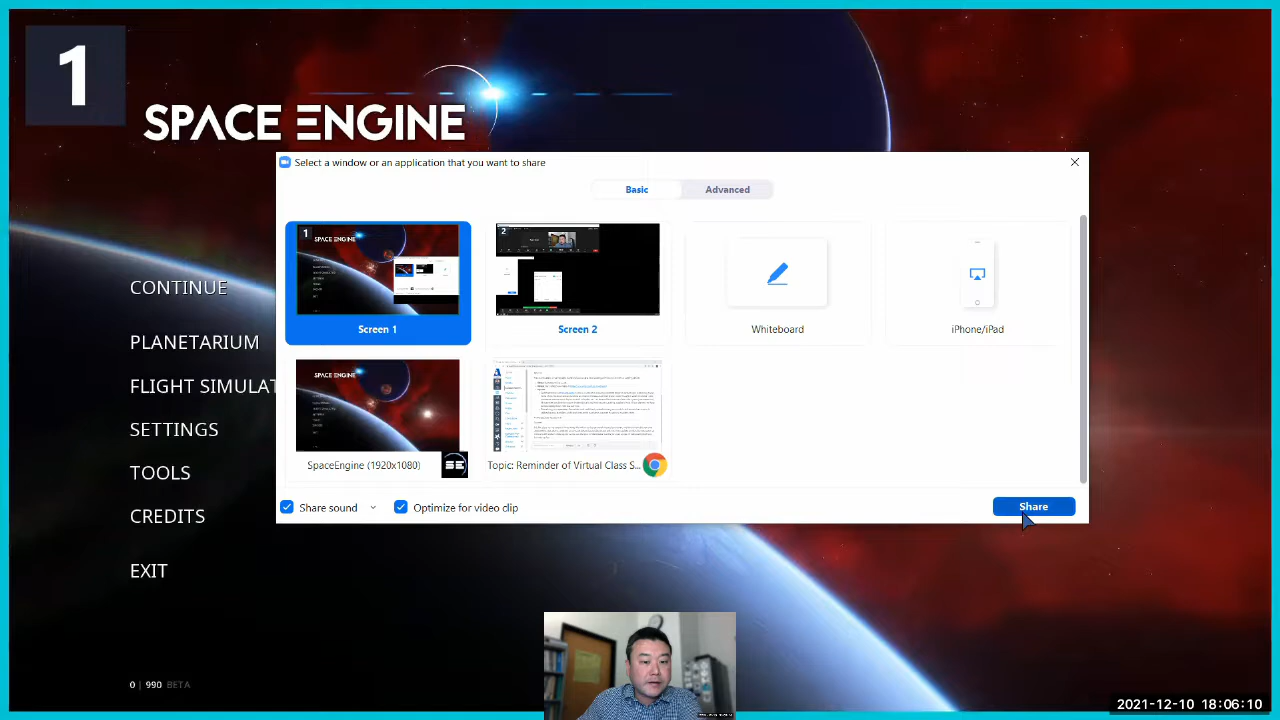 1
SPACE ENGINE
Select a window or an application that you want to share
Basic
Advanced
1
SPACE ENGINE
2
Screen 1
Screen 2
Whiteboard
iPhone/iPad
SPACE ENGINE
SpaceEngine (1920x1080)
SE
Topic: Reminder of Virtual Class S...
Share sound
Optimize for video clip
Share
CONTINUE
PLANETARIUM
FLIGHT SIMULAT
SETTINGS
TOOLS
CREDITS
EXIT
0 | 990 BETA
2021-12-10 18:06:10